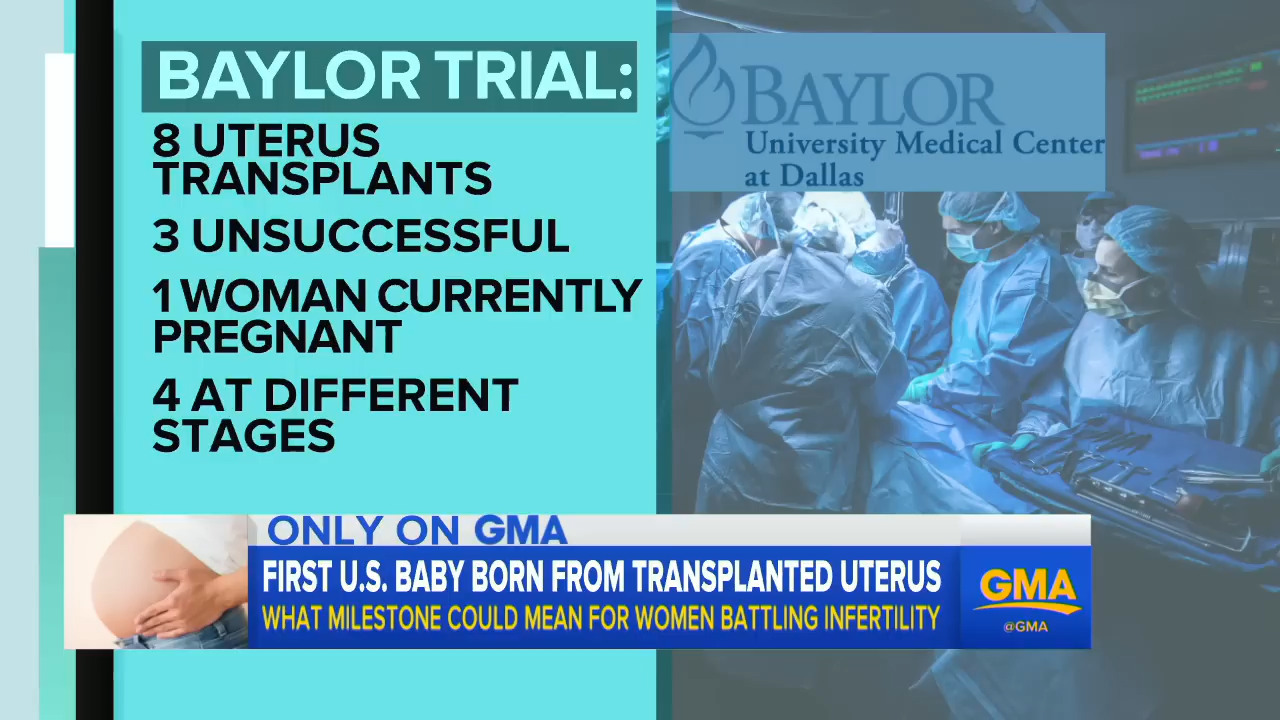 BAYLOR TRIAL:
8 UTERUS
TRANSPLANTS
3 UNSUCCESSFUL
1 WOMAN CURRENTLY
PREGNANT
4 AT DIFFERENT
STAGES
BAYLOR
University Medical Center
at Dallas
ONLY ON GMA
FIRST U.S. BABY BORN FROM TRANSPLANTED UTERUS
WHAT MILESTONE COULD MEAN FOR WOMEN BATTLING INFERTILITY
GMA
@GMA